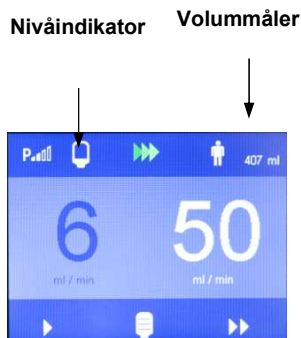 Nivåindikator
Volummåler
P
407 ml
6
50
ml / min
ml / min